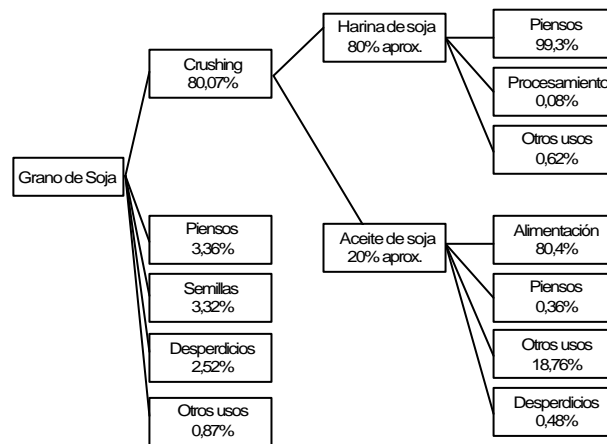 Grano de Soja
Crushing
80,07%
Piensos
3,36%
Semillas
3,32%
Desperdicios
2,52%
Otros usos
0,87%
Harina de soja
80% aprox.
Aceite de soja
20% aprox.
Piensos
99,3%
Procesamiento
0,08%
Otros usos
0,62%
Alimentación
80,4%
Piensos
0,36%
Otros usos
18,76%
Desperdicios
0,48%